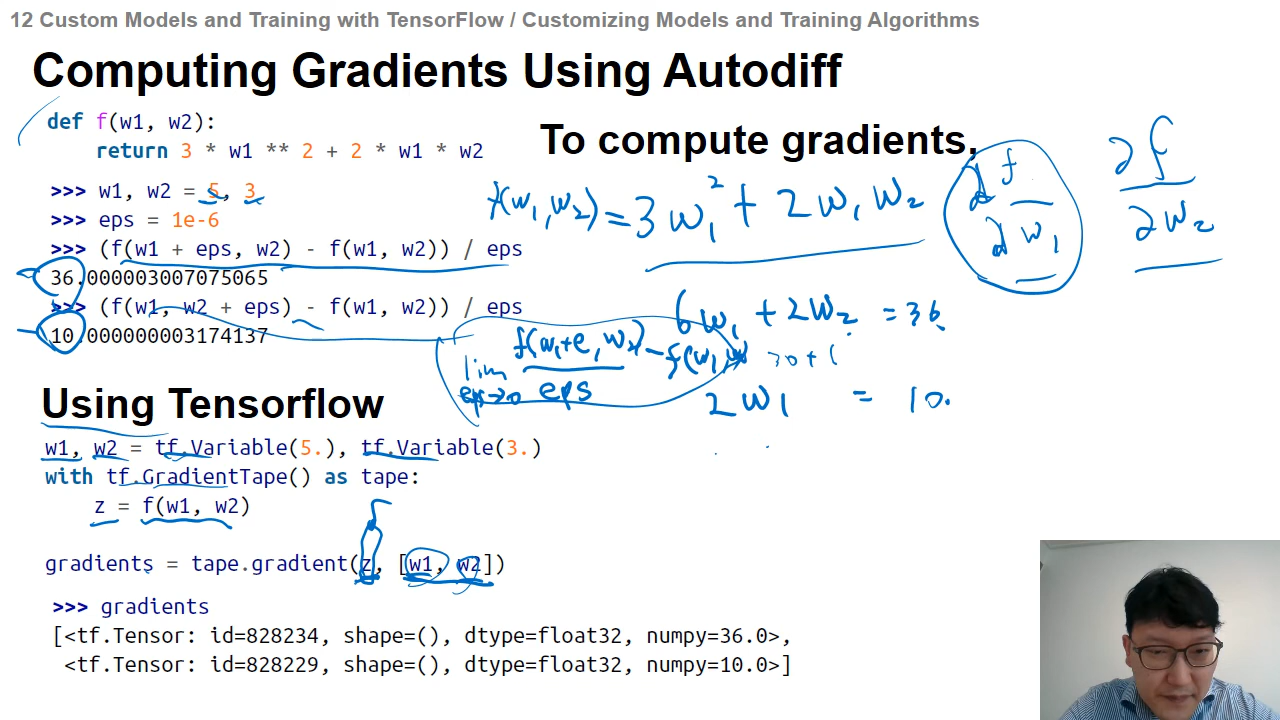 12 Custom Models and Training with TensorFlow / Customizing Models and Training Algorithms
Computing Gradients Using Autodiff
def f(w1, w2):
return 3 * w1 ** 2 + 2 * w1 * w2
>>> w1, w2 = 5, 3
>>> eps = 1e-6
>>> (f(w1 + eps, w2) - f(w1, w2)) / eps
36.000003007075065
>>> (f(w1, w2 + eps) - f(w1, w2)) / eps
10.000000003174137
To compute gradients,
f(w₁, w₂) = 3w₁² + 2w₁w₂
∂f
∂w₁
∂f
∂w₂
6w₁ + 2w₂ = 36
f(w₁+e, w₂) - f(w₁, w₂)
lim
eps→0 eps
30 + 6
2w₁ = 10.
Using Tensorflow
w1, w2 = tf.Variable(5.), tf.Variable(3.)
with tf.GradientTape() as tape:
z = f(w1, w2)
gradients = tape.gradient(z, [w1, w2])
>>> gradients
[<tf.Tensor: id=828234, shape=(), dtype=float32, numpy=36.0>,
<tf.Tensor: id=828229, shape=(), dtype=float32, numpy=10.0>]